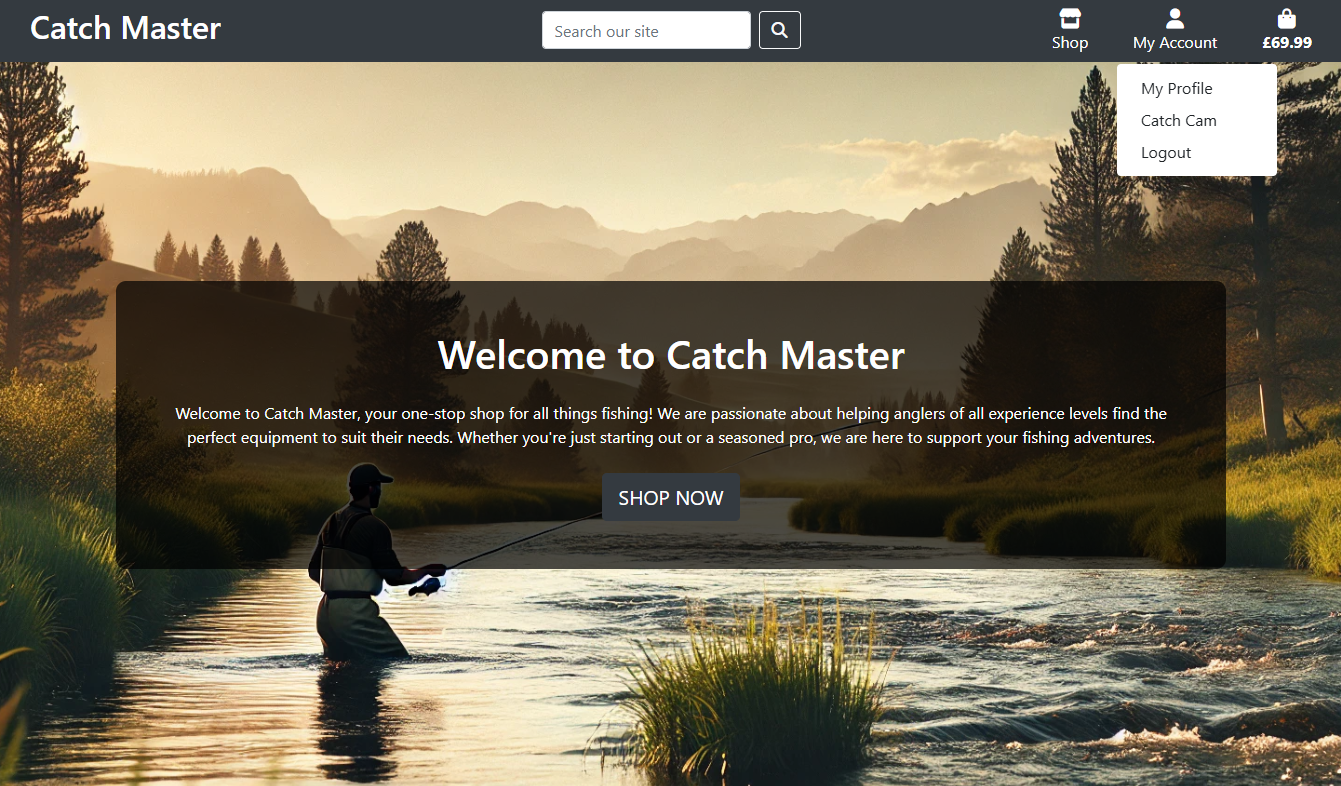 Catch Master
Search our site
Shop
My Account
£69.99
My Profile
Catch Cam
Logout
Welcome to Catch Master
Welcome to Catch Master, your one-stop shop for all things fishing! We are passionate about helping anglers of all experience levels find the
perfect equipment to suit their needs. Whether you're just starting out or a seasoned pro, we are here to support your fishing adventures.
SHOP NOW